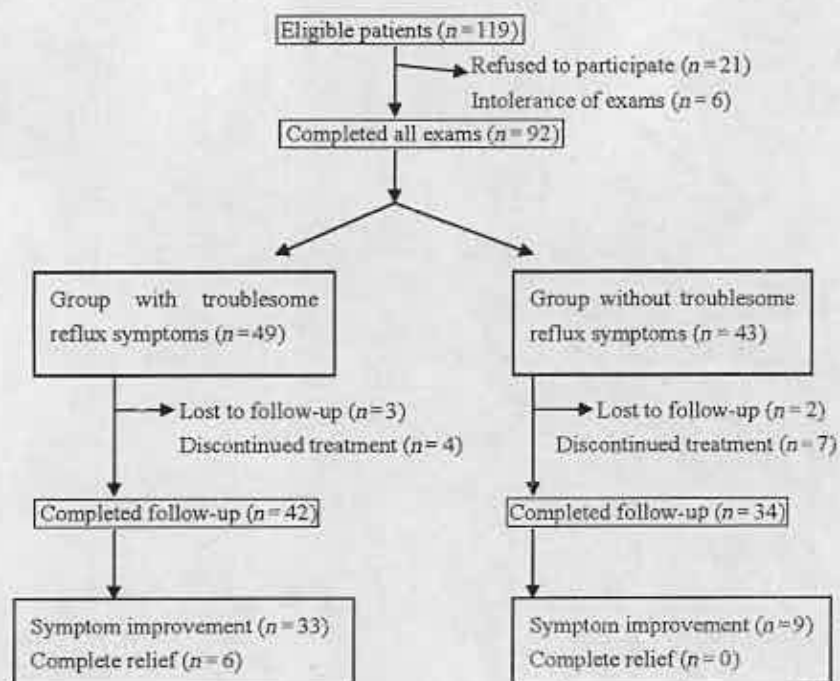 Eligible patients (n=119)
Refused to participate (n=21)
Intolerance of exams (n=6)
Completed all exams (n=92)
Group with troublesome
reflux symptoms (n=49)
Group without troublesome
reflux symptoms (n=43)
Lost to follow-up (n=3)
Discontinued treatment (n=4)
Lost to follow-up (n=2)
Discontinued treatment (n=7)
Completed follow-up (n=42)
Completed follow-up (n=34)
Symptom improvement (n=33)
Complete relief (n=6)
Symptom improvement (n=9)
Complete relief (n=0)